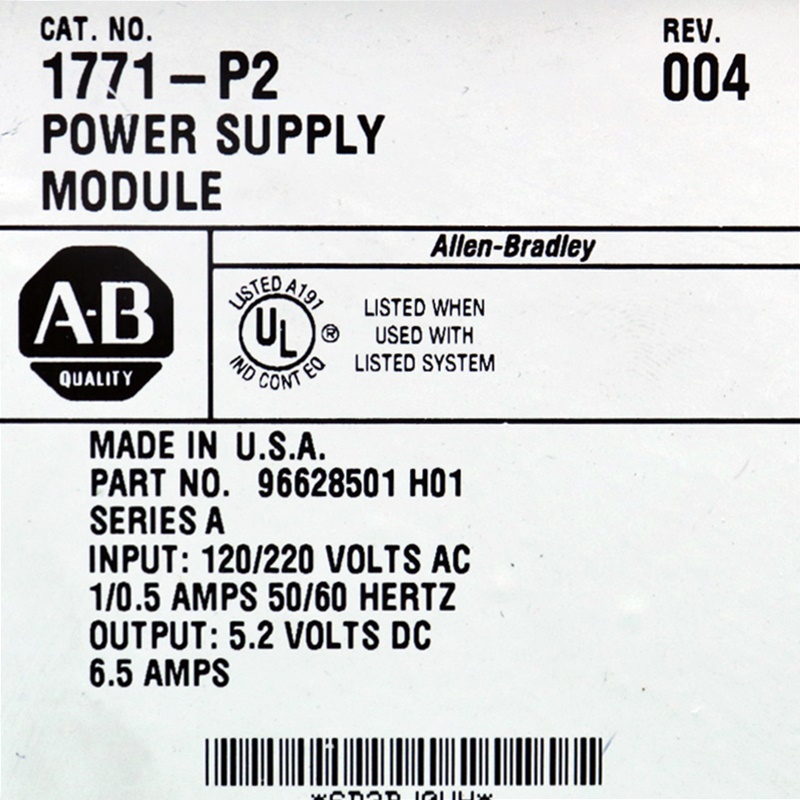 CAT. NO.
REV.
1771-P2
004
POWER SUPPLY
MODULE
Allen-Bradley
A-B
QUALITY
LISTED A191
UL ®
IND CONT EQ
LISTED WHEN
USED WITH
LISTED SYSTEM
MADE IN U.S.A.
PART NO. 96628501 H01
SERIES A
INPUT: 120/220 VOLTS AC
1/0.5 AMPS 50/60 HERTZ
OUTPUT: 5.2 VOLTS DC
6.5 AMPS